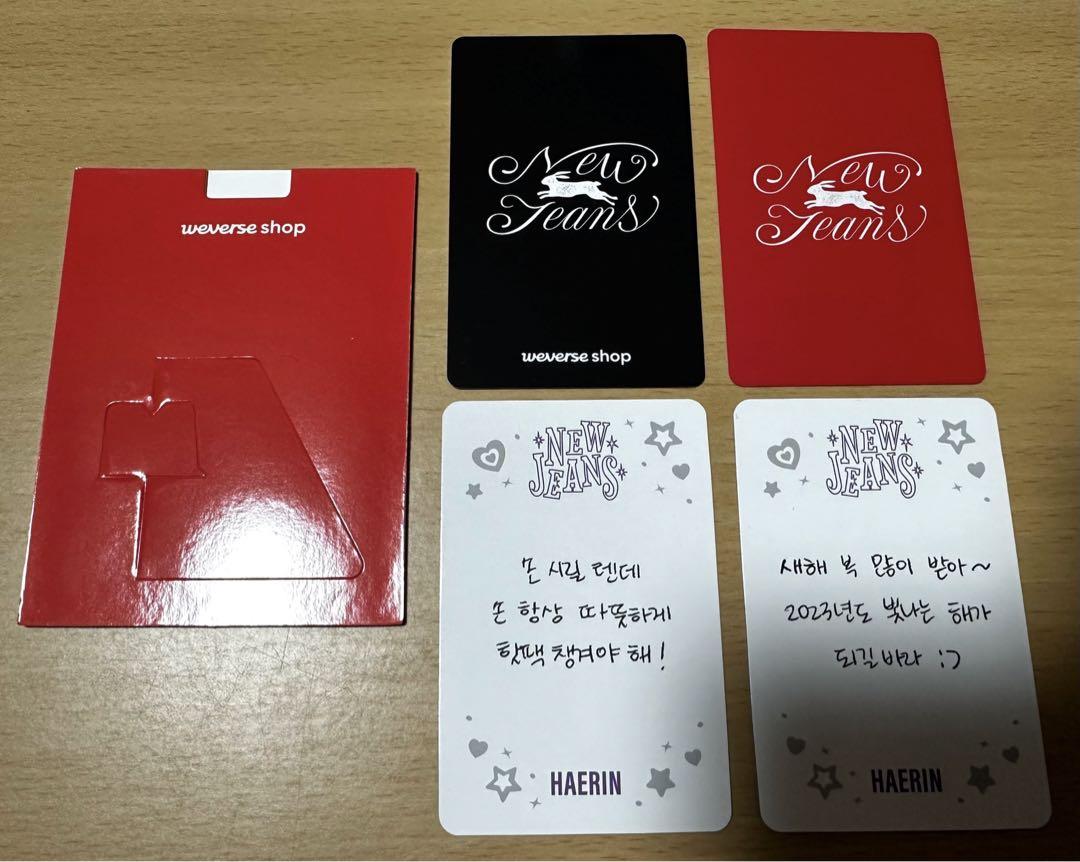 weverse shop
New
Jeans
weverse shop
New
Jeans
NEW
JEANS
손 시릴 텐데
손 항상 따뜻하게
핫팩 챙겨야 해!
HAERIN
NEW
JEANS
새해 복 많이 받아~
2023년도 빛나는 해가
되길 바라 :)
HAERIN